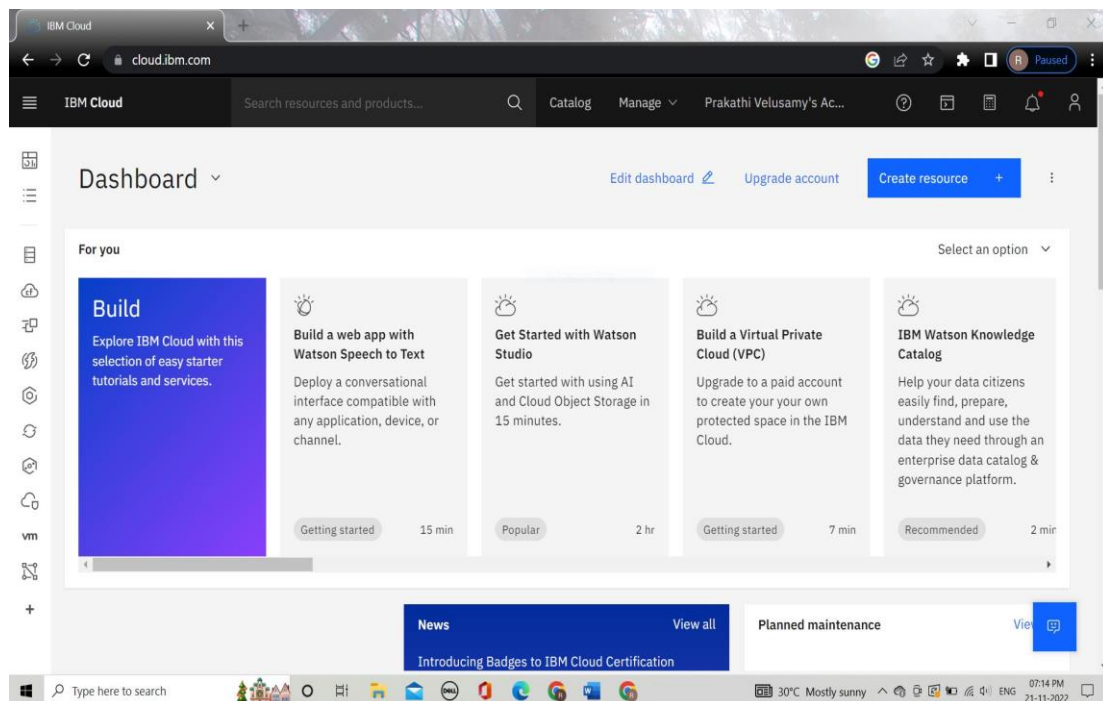 IBM Cloud
cloud.ibm.com
R Paused
IBM Cloud
Search resources and products...
Catalog
Manage
Prakathi Velusamy's Ac...
Dashboard
Edit dashboard
Upgrade account
Create resource +
For you
Select an option
Build
Explore IBM Cloud with this
selection of easy starter
tutorials and services.
Build a web app with
Watson Speech to Text
Deploy a conversational
interface compatible with
any application, device, or
channel.
Getting started 15 min
Get Started with Watson
Studio
Get started with using AI
and Cloud Object Storage in
15 minutes.
Popular 2 hr
Build a Virtual Private
Cloud (VPC)
Upgrade to a paid account
to create your your own
protected space in the IBM
Cloud.
Getting started 7 min
IBM Watson Knowledge
Catalog
Help your data citizens
easily find, prepare,
understand and use the
data they need through an
enterprise data catalog &
governance platform.
Recommended 2 min
vm
News View all
Introducing Badges to IBM Cloud Certification
Planned maintenance
Type here to search
DELL
30°C Mostly sunny
ENG
07:14 PM
21-11-2022